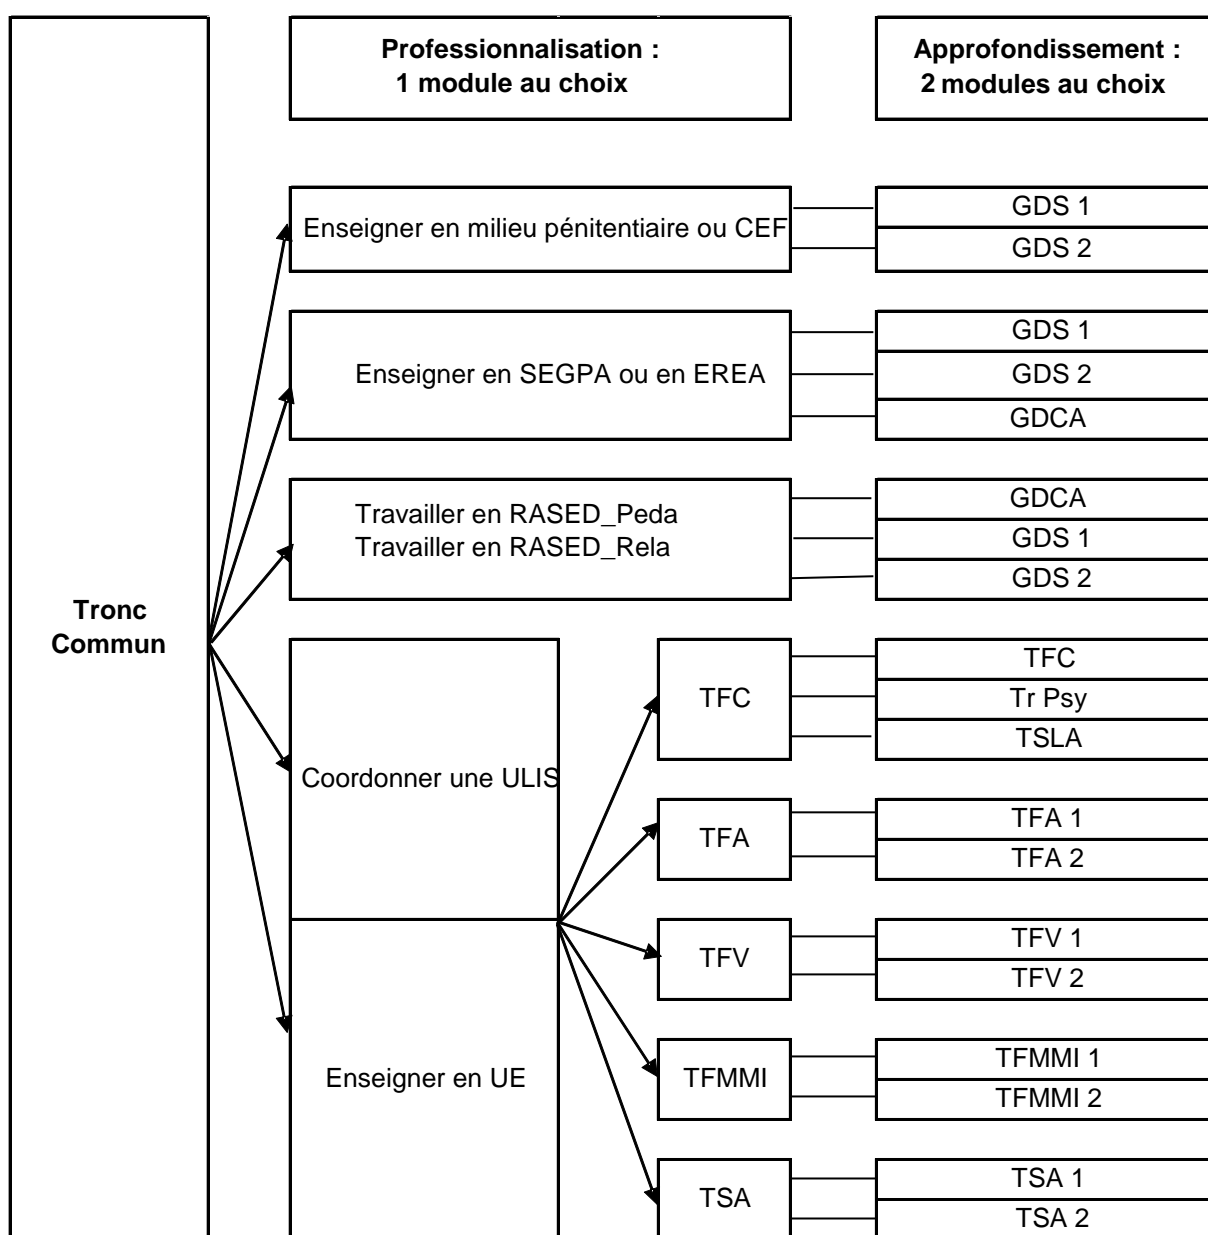 Professionnalisation :
1 module au choix
Approfondissement :
2 modules au choix
Tronc
Commun
Enseigner en milieu pénitentiaire ou CEF
GDS 1
GDS 2
Enseigner en SEGPA ou en EREA
GDS 1
GDS 2
GDCA
Travailler en RASED_Peda
Travailler en RASED_Rela
GDCA
GDS 1
GDS 2
Coordonner une ULIS
Enseigner en UE
TFC
TFC
Tr Psy
TSLA
TFA
TFA 1
TFA 2
TFV
TFV 1
TFV 2
TFMMI
TFMMI 1
TFMMI 2
TSA
TSA 1
TSA 2